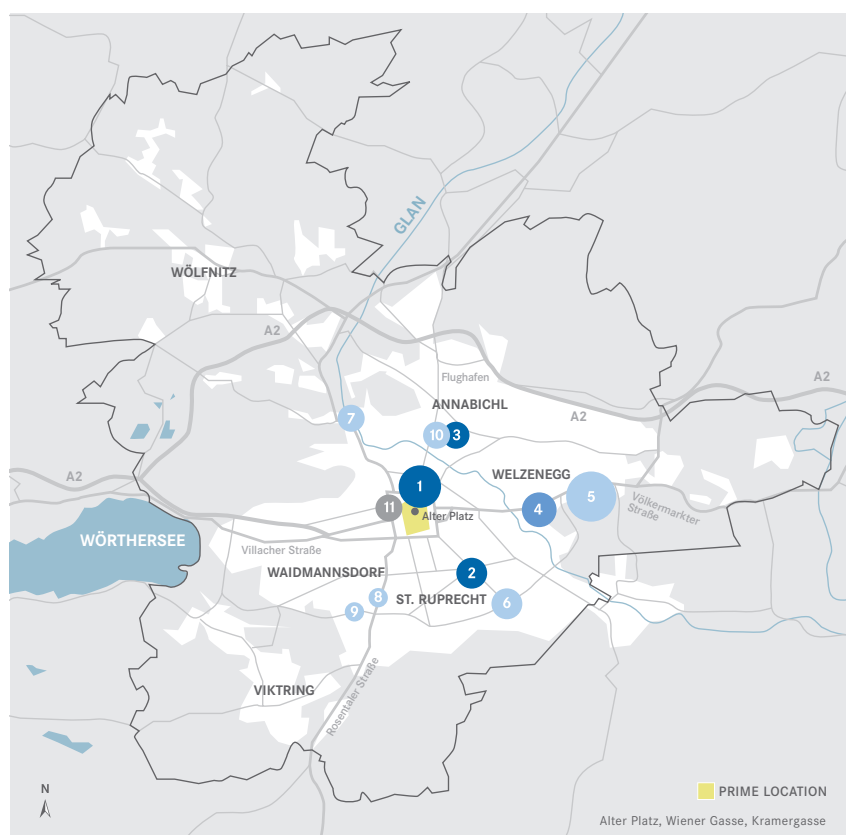 GLAN
WÖLFNITZ
A2
Flughafen
A2
ANNABICHL
A2
7
10
3
A2
WELZENEGG
1
5
11
4
Alter Platz
Völkermarkter
Straße
WÖRTHERSEE
Villacher Straße
WAIDMANNSDORF
2
8
ST. RUPRECHT
6
9
VIKTRING
Rosentaler Straße
N
PRIME LOCATION
Alter Platz, Wiener Gasse, Kramergasse